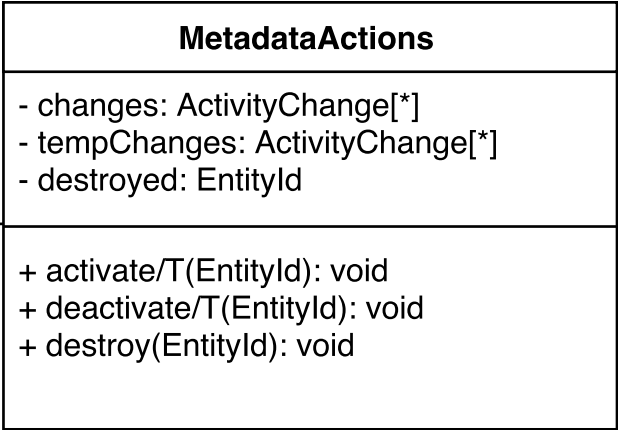 MetadataActions
- changes: ActivityChange[*]
- tempChanges: ActivityChange[*]
- destroyed: EntityId
+ activate/T(EntityId): void
+ deactivate/T(EntityId): void
+ destroy(EntityId): void